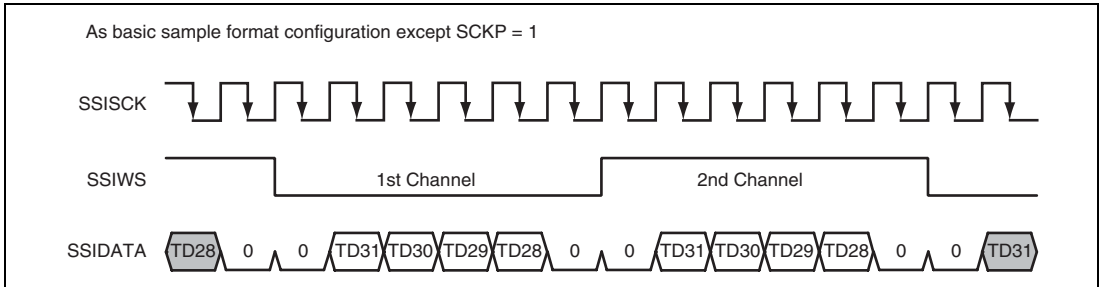 As basic sample format configuration except SCKP = 1
SSISCK
SSIWS 1st Channel 2nd Channel
SSIDATA TD28 0 0 TD31 TD30 TD29 TD28 0 0 TD31 TD30 TD29 TD28 0 0 TD31